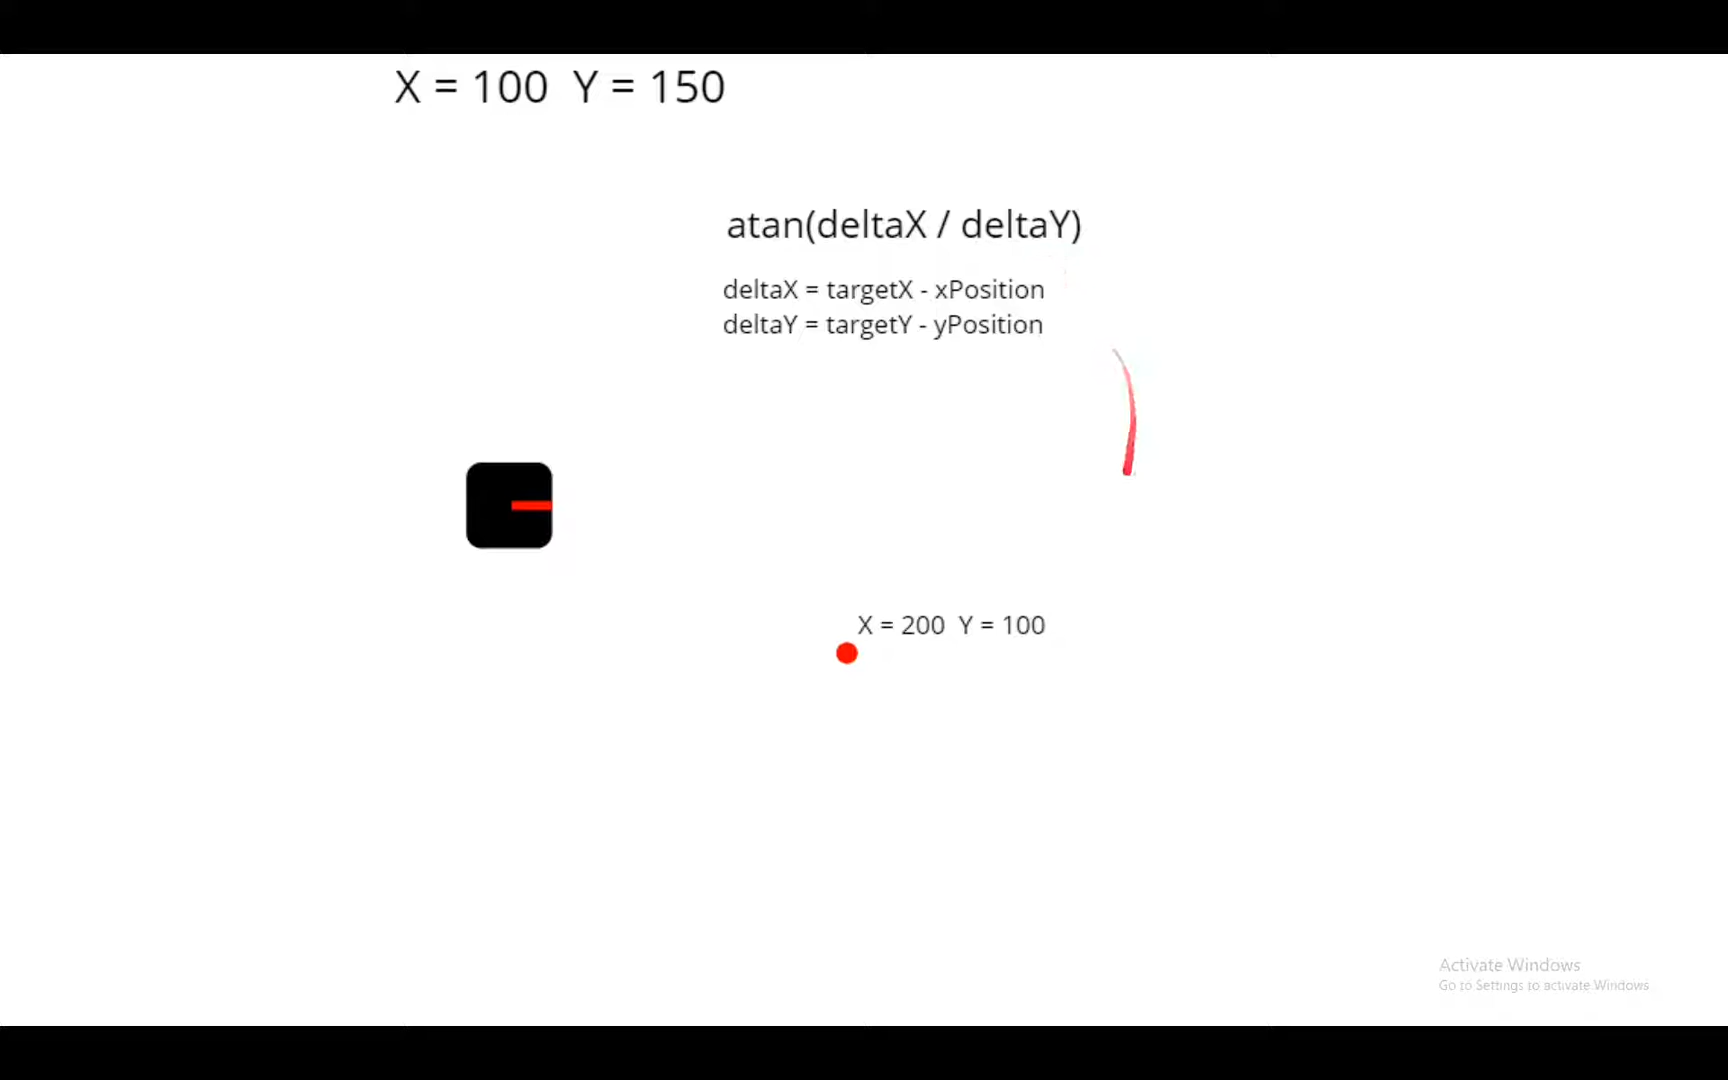 X = 100  Y = 150
atan(deltaX / deltaY)
deltaX = targetX - xPosition
deltaY = targetY - yPosition
X = 200  Y = 100
Activate Windows
Go to Settings to activate Windows